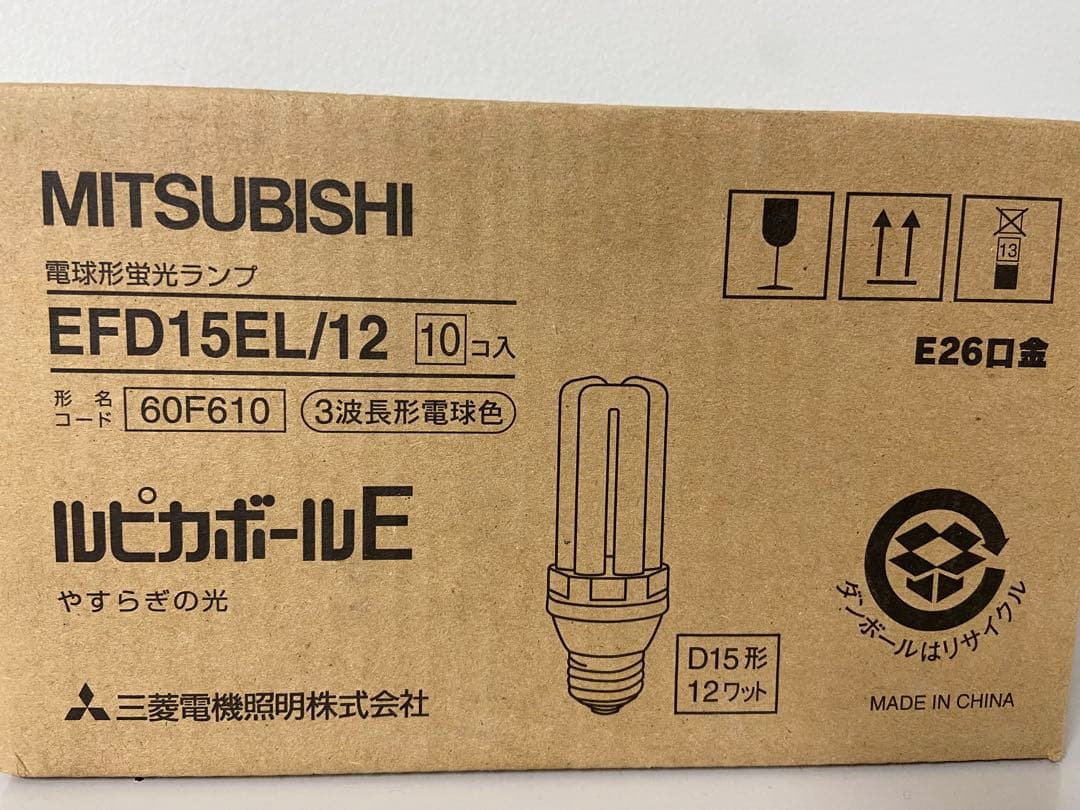 MITSUBISHI
電球形蛍光ランプ
EFD15EL/12 10コ入
形名コード 60F610 3波長形電球色
ルピカボールE
やすらぎの光
三菱電機照明株式会社
13
E26口金
D15形
12ワット
ダンボールはリサイクル
MADE IN CHINA